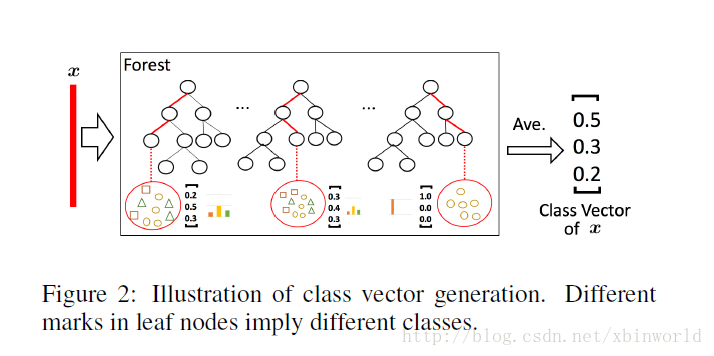 x
Forest
...
...
0.2
0.5
0.3
0.3
0.4
0.3
1.0
0.0
0.0
Ave.
0.5
0.3
0.2
Class Vector
of x
Figure 2: Illustration of class vector generation. Different
marks in leaf nodes imply different classes.
http://blog.csdn.net/xbinworld